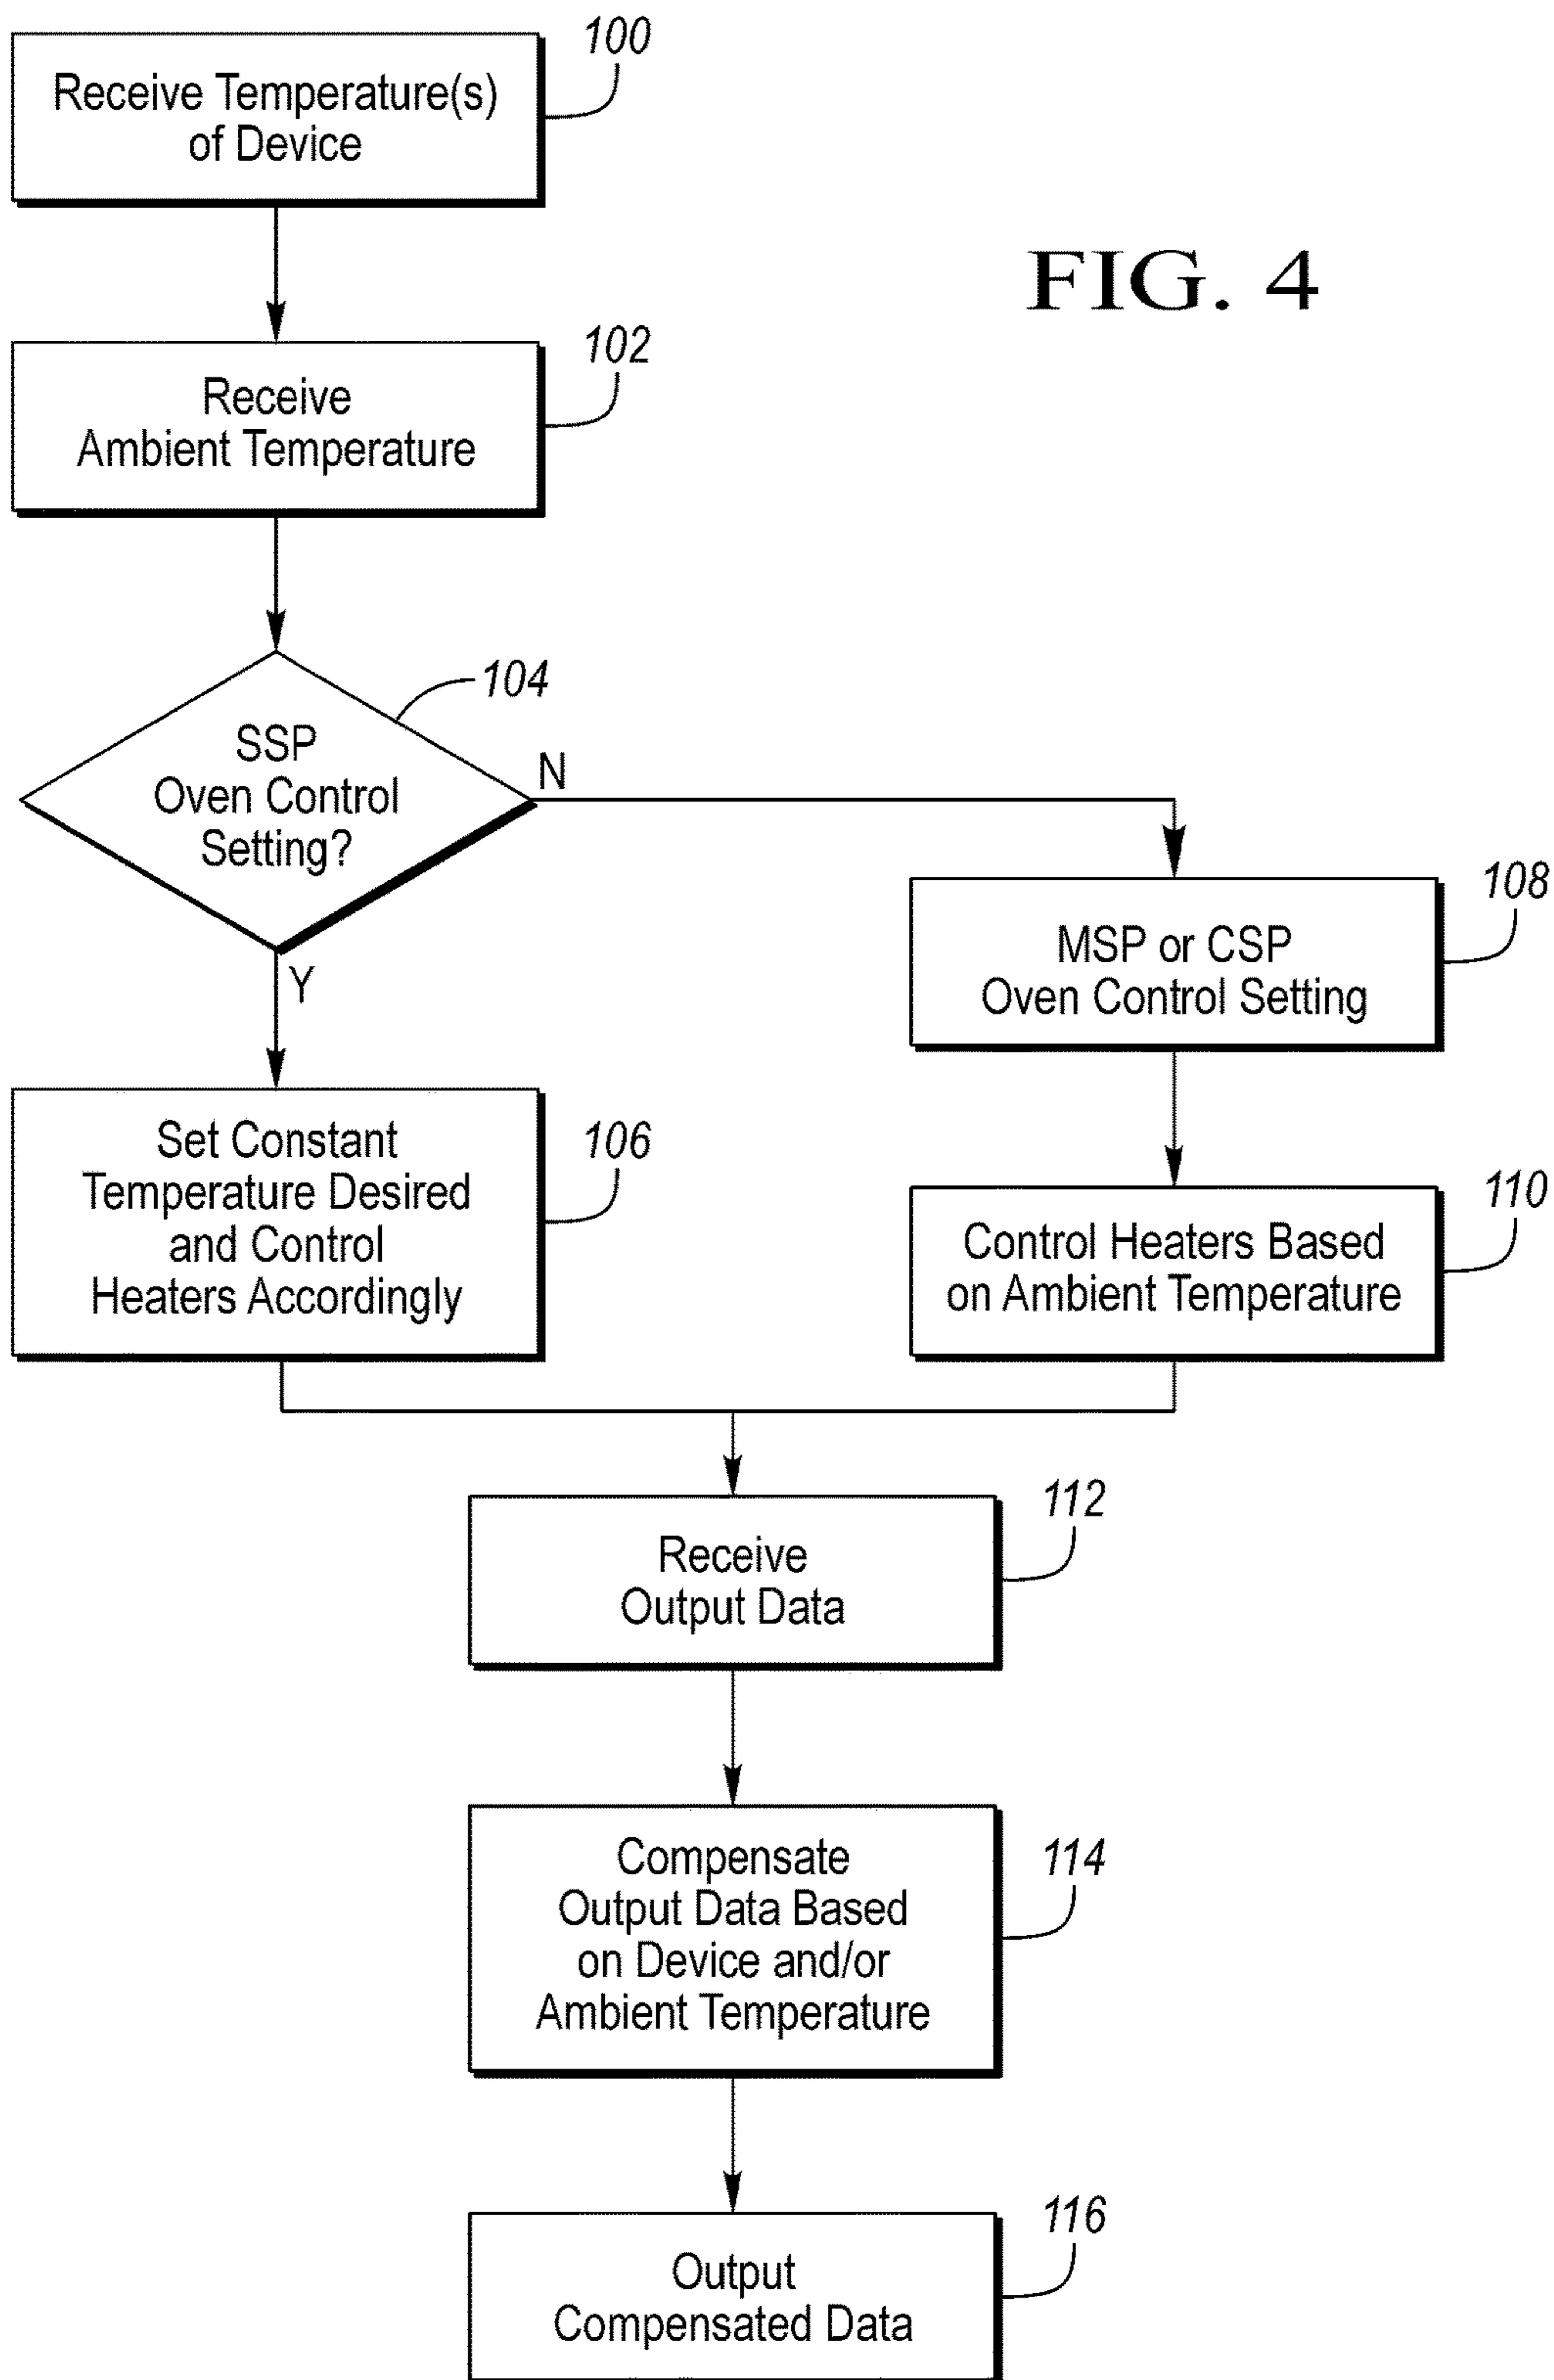 100
Receive Temperature(s)
of Device
FIG. 4
102
Receive
Ambient Temperature
104
SSP
Oven Control
Setting?
N
Y
108
MSP or CSP
Oven Control Setting
106
Set Constant
Temperature Desired
and Control
Heaters Accordingly
110
Control Heaters Based
on Ambient Temperature
112
Receive
Output Data
114
Compensate
Output Data Based
on Device and/or
Ambient Temperature
116
Output
Compensated Data